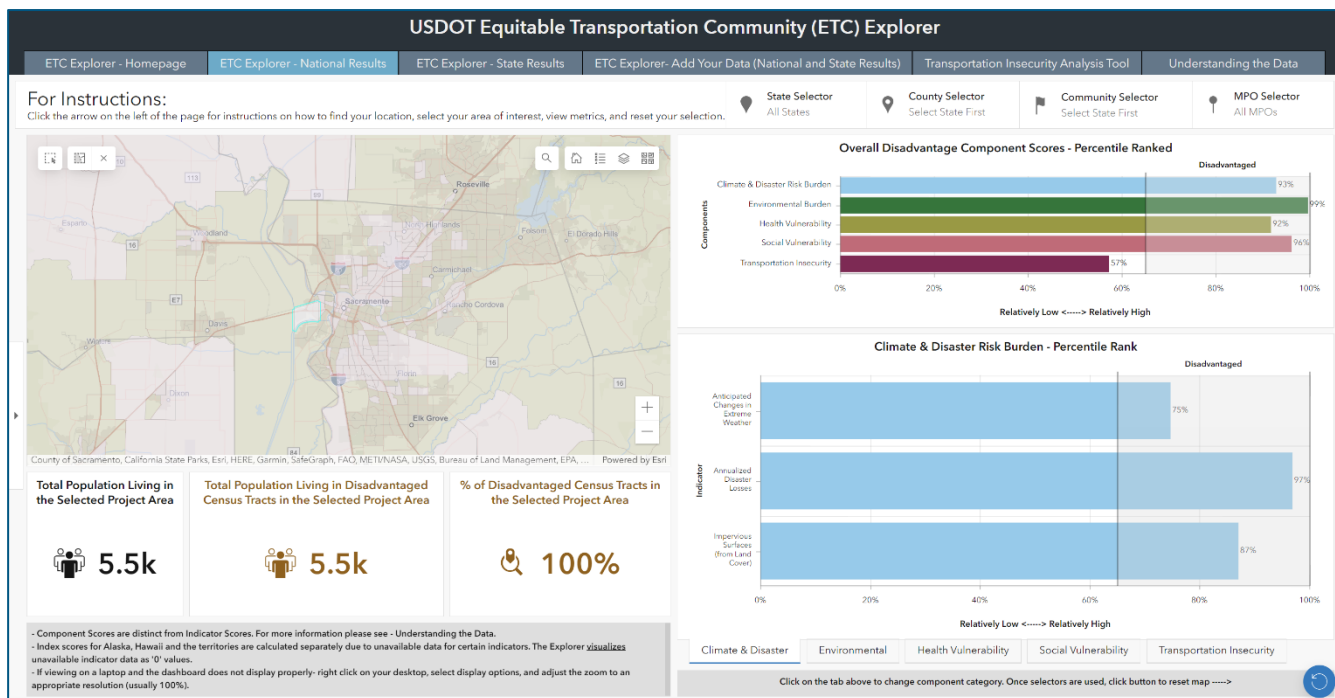 USDOT Equitable Transportation Community (ETC) Explorer
ETC Explorer - Homepage
ETC Explorer - National Results
ETC Explorer - State Results
ETC Explorer- Add Your Data (National and State Results)
Transportation Insecurity Analysis Tool
Understanding the Data
For Instructions:
Click the arrow on the left of the page for instructions on how to find your location, select your area of interest, view metrics, and reset your selection.
State Selector
All States
County Selector
Select State First
Community Selector
Select State First
MPO Selector
All MPOs
113
99
Roseville
Esparto
Woodland
North Highlands
Folsom
El Dorado Hills
16
Carmichael
E7
Sacramento
Rancho Cordova
Davis
Winters
16
Florin
Dixon
16
Elk Grove
84
County of Sacramento, California State Parks, Esri, HERE, Garmin, SafeGraph, FAO, METI/NASA, USGS, Bureau of Land Management, EPA, ...
Powered by Esri
Total Population Living in
the Selected Project Area
5.5k
Total Population Living in Disadvantaged
Census Tracts in the Selected Project Area
5.5k
% of Disadvantaged Census Tracts in
the Selected Project Area
100%
- Component Scores are distinct from Indicator Scores. For more information please see - Understanding the Data.
- Index scores for Alaska, Hawaii and the territories are calculated separately due to unavailable data for certain indicators. The Explorer visualizes
unavailable indicator data as '0' values.
- If viewing on a laptop and the dashboard does not display properly- right click on your desktop, select display options, and adjust the zoom to an
appropriate resolution (usually 100%).
Overall Disadvantage Component Scores - Percentile Ranked
Disadvantaged
Components
Climate & Disaster Risk Burden
93%
Environmental Burden
99%
Health Vulnerability
92%
Social Vulnerability
96%
Transportation Insecurity
57%
0%
20%
40%
60%
80%
100%
Relatively Low <-----> Relatively High
Climate & Disaster Risk Burden - Percentile Rank
Disadvantaged
Indicator
Anticipated
Changes in
Extreme
Weather
75%
Annualized
Disaster
Losses
97%
Impervious
Surfaces
(from Land
Cover)
87%
0%
20%
40%
60%
80%
100%
Relatively Low <-----> Relatively High
Climate & Disaster
Environmental
Health Vulnerability
Social Vulnerability
Transportation Insecurity
Click on the tab above to change component category. Once selectors are used, click button to reset map ----->